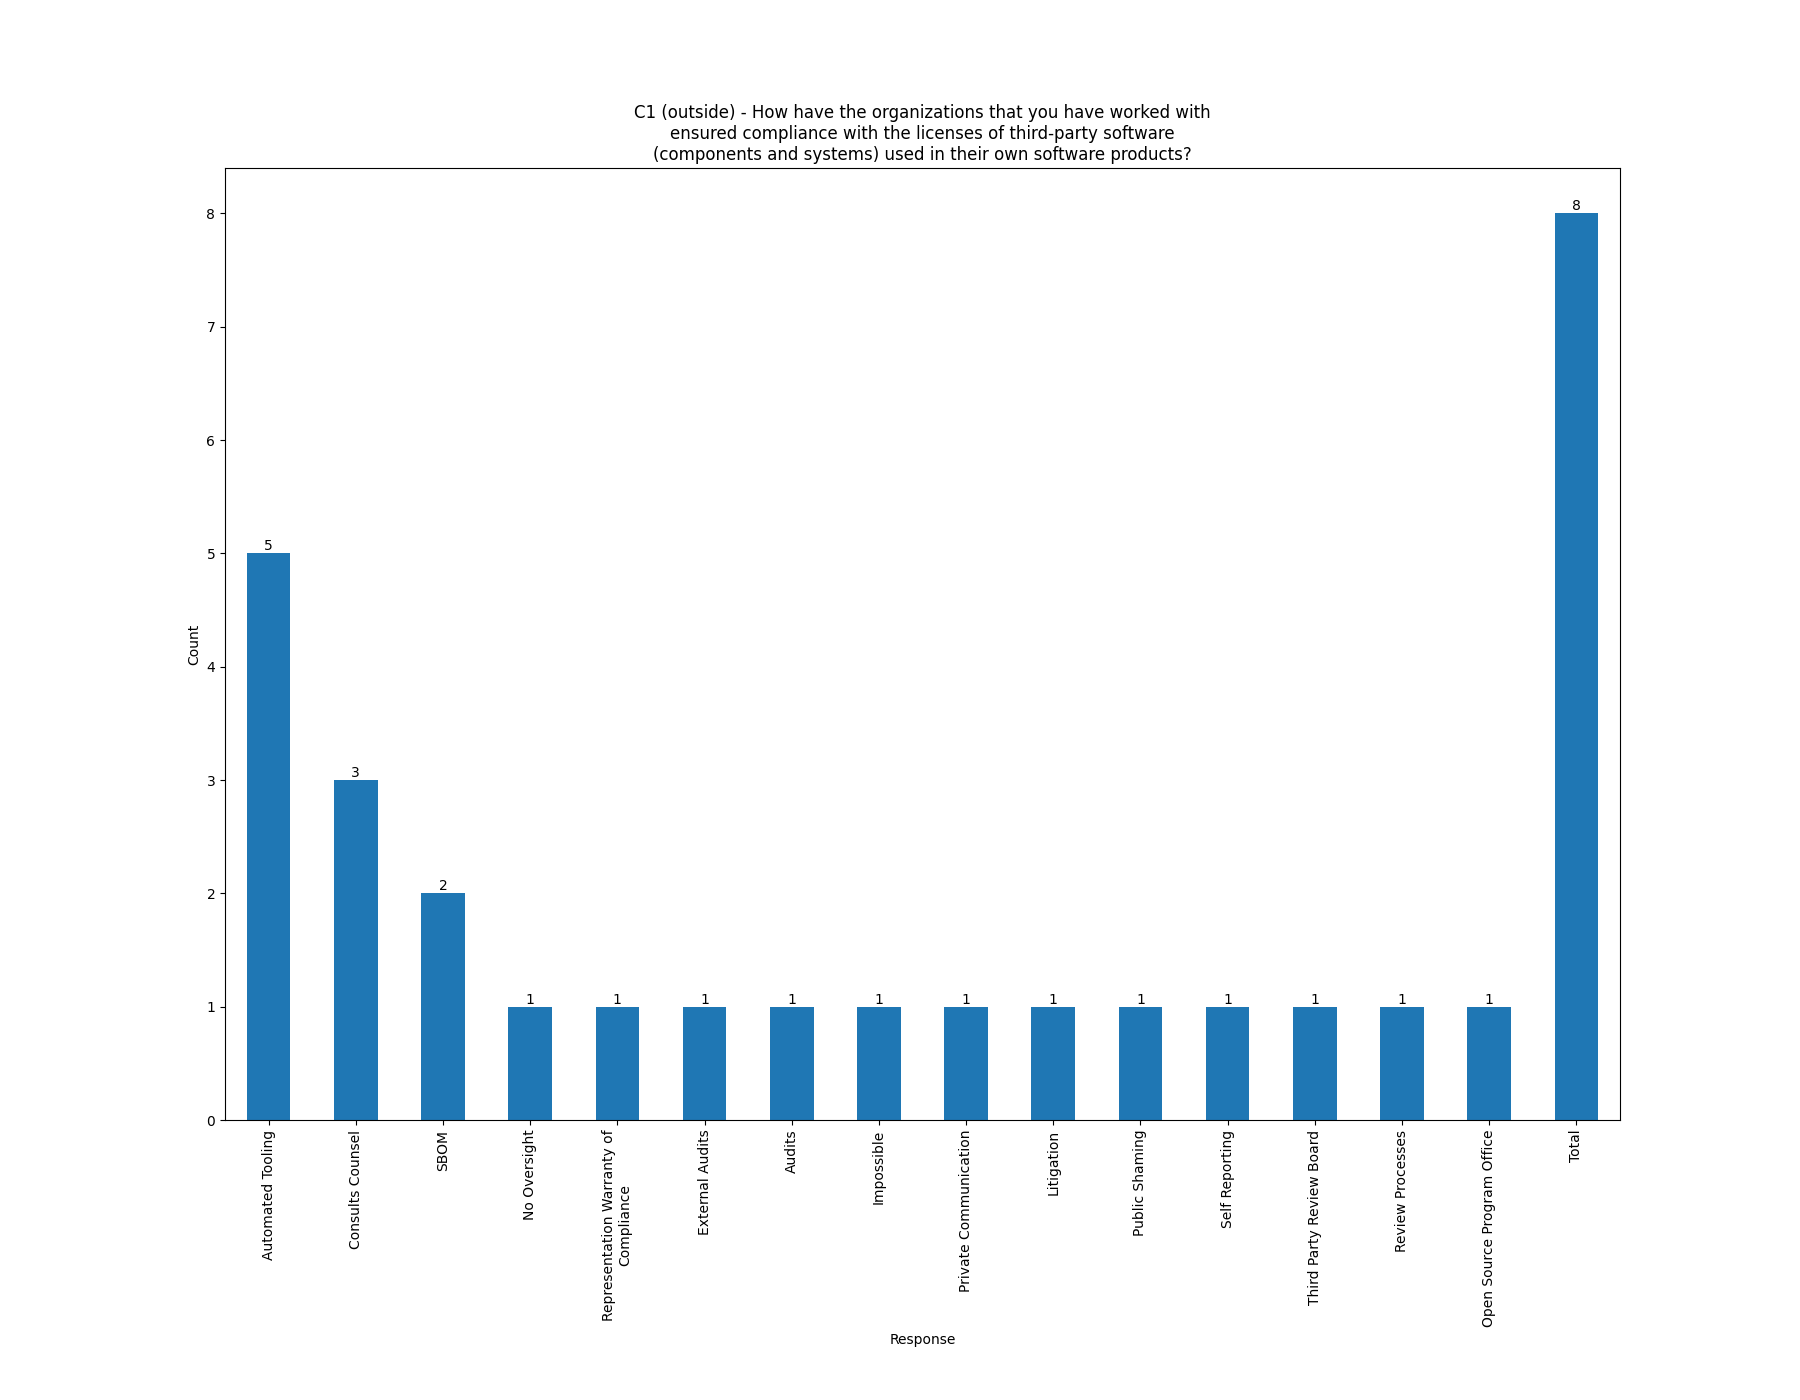 C1 (outside) - How have the organizations that you have worked with
ensured compliance with the licenses of third-party software
(components and systems) used in their own software products?
8
7
6
5
4
3
2
1
0
Count
5
3
2
1
1
1
1
1
1
1
1
1
1
1
1
8
Automated Tooling
Consults Counsel
SBOM
No Oversight
Representation Warranty of
Compliance
External Audits
Audits
Impossible
Private Communication
Litigation
Public Shaming
Self Reporting
Third Party Review Board
Review Processes
Open Source Program Office
Total
Response